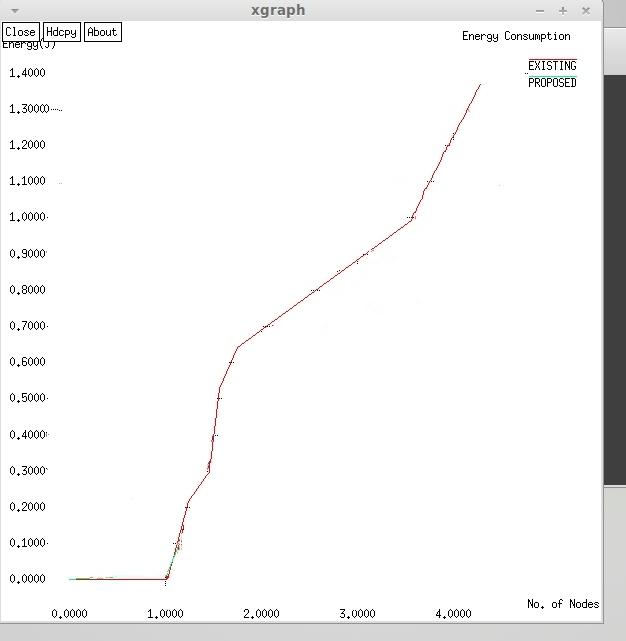 xgraph
Close Hdcpy About
Energy(J)
Energy Consumption
EXISTING
PROPOSED
1.4000
1.3000
1.2000
1.1000
1.0000
0.9000
0.8000
0.7000
0.6000
0.5000
0.4000
0.3000
0.2000
0.1000
0.0000
No. of Nodes
0.0000 1.0000 2.0000 3.0000 4.0000